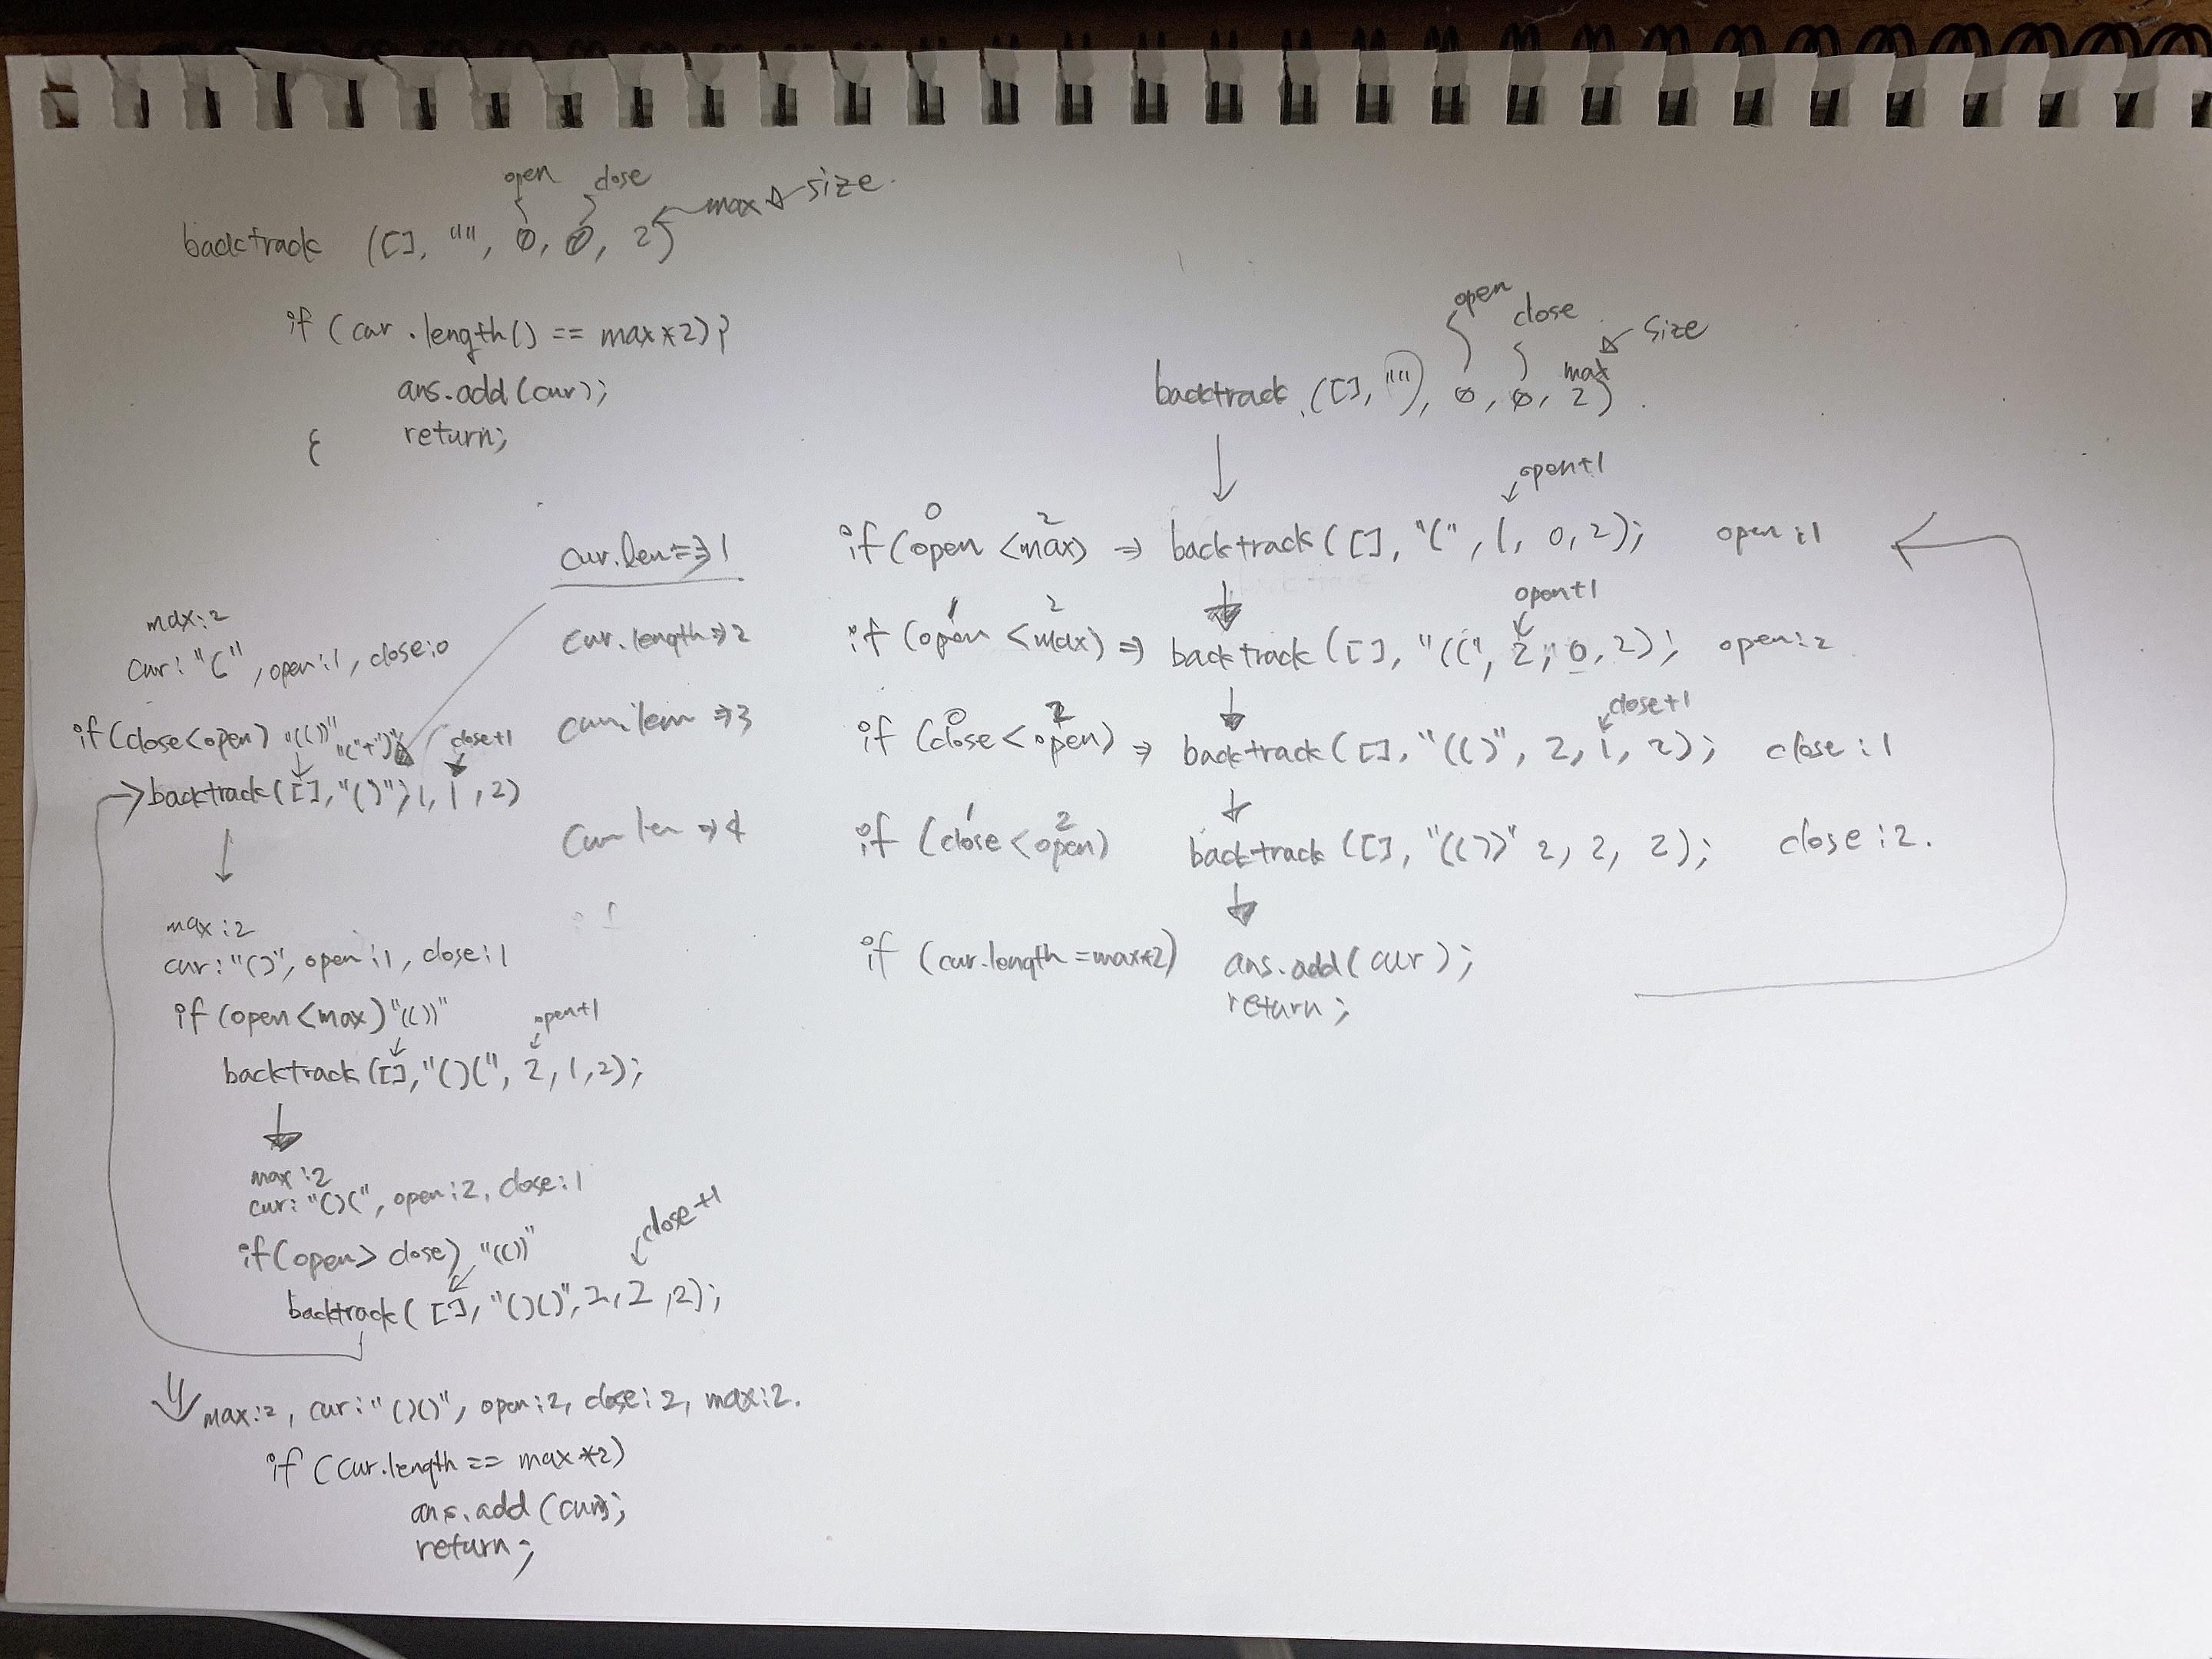 open close
max size
backtrack ([], "", 0, 0, 2)
if (cur.length() == max*2) {
ans.add(cur);
return;
}
open
close
size
max
backtrack ([], "", 0, 0, 2)
open+1
0 2
if (open < max) ⇒ backtrack ([], "(", 1, 0, 2); open:1
open+1
1 2
if (open < max) ⇒ backtrack ([], "((", 2, 0, 2); open:2
close+1
0 2
if (close < open) ⇒ backtrack ([], "(()", 2, 1, 2); close:1
1 2
if (close < open) backtrack ([], "(())" 2, 2, 2); close:2.
if (cur.length = max*2) ans.add(cur);
return;
cur.len ⇒ 1
cur.length ⇒ 2
cur.len ⇒ 3
cur len ⇒ 4
max:2
cur: "(", open:1, close:0
if (close < open) "(())" "("+")" close+1
backtrack ([], "()", 1, 1, 2)
max:2
cur: "()", open:1, close:1
if (open < max) "(())"
open+1
backtrack ([], "()(", 2, 1, 2);
max:2
cur: "()(", open:2, close:1
close+1
if (open > close) "(())"
backtrack ([], "()()", 2, 2, 2);
max:2, cur: "()()", open:2, close:2, max:2.
if (cur.length == max*2)
ans.add(cur);
return;